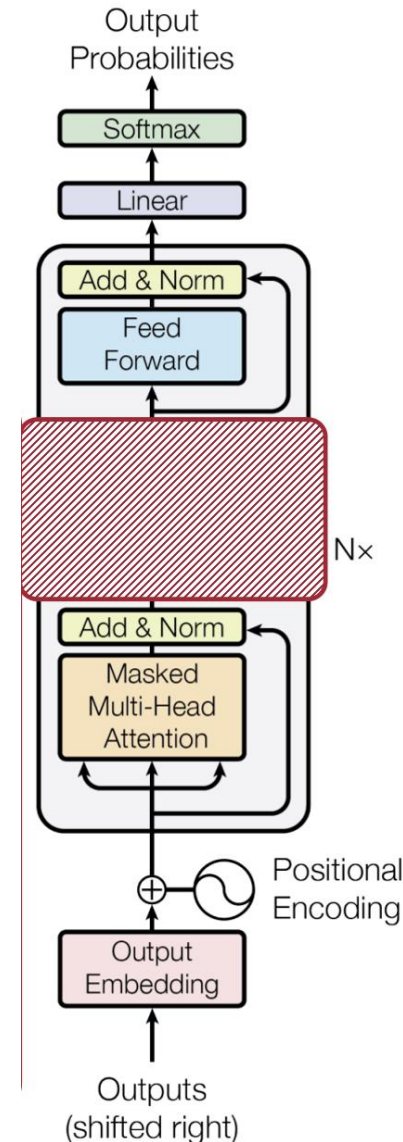 Output
Probabilities
Softmax
Linear
Add & Norm
Feed
Forward
N×
Add & Norm
Masked
Multi-Head
Attention
Positional
Encoding
Output
Embedding
Outputs
(shifted right)